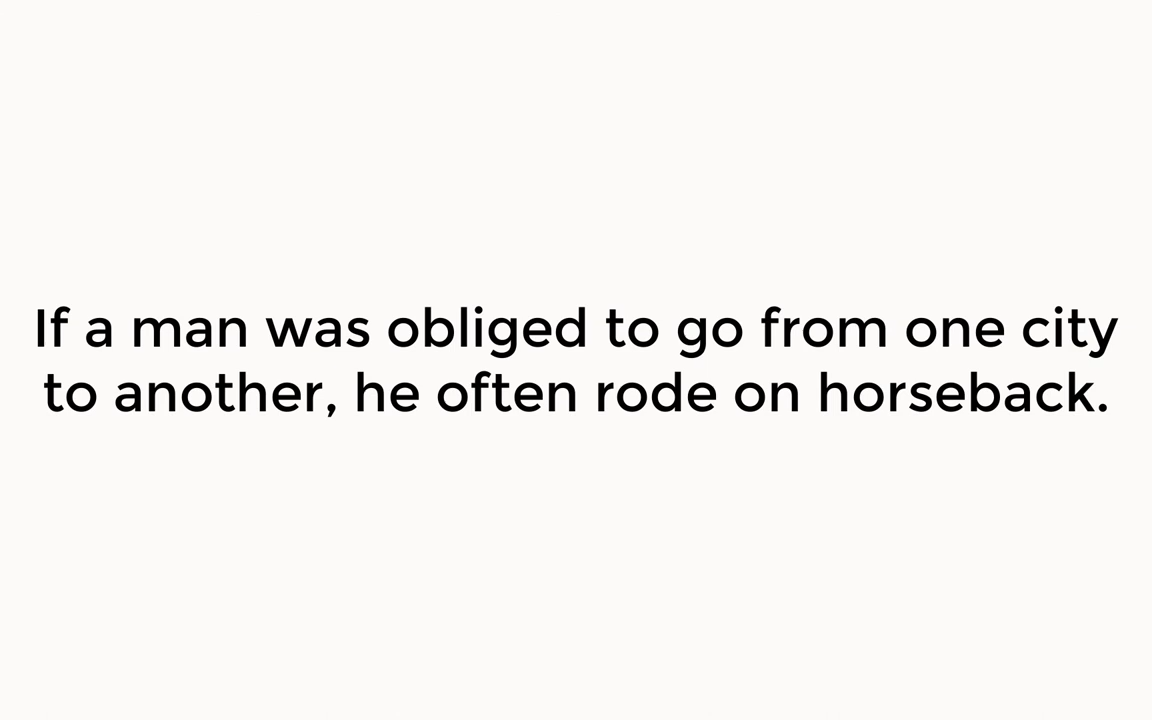 If a man was obliged to go from one city
to another, he often rode on horseback.